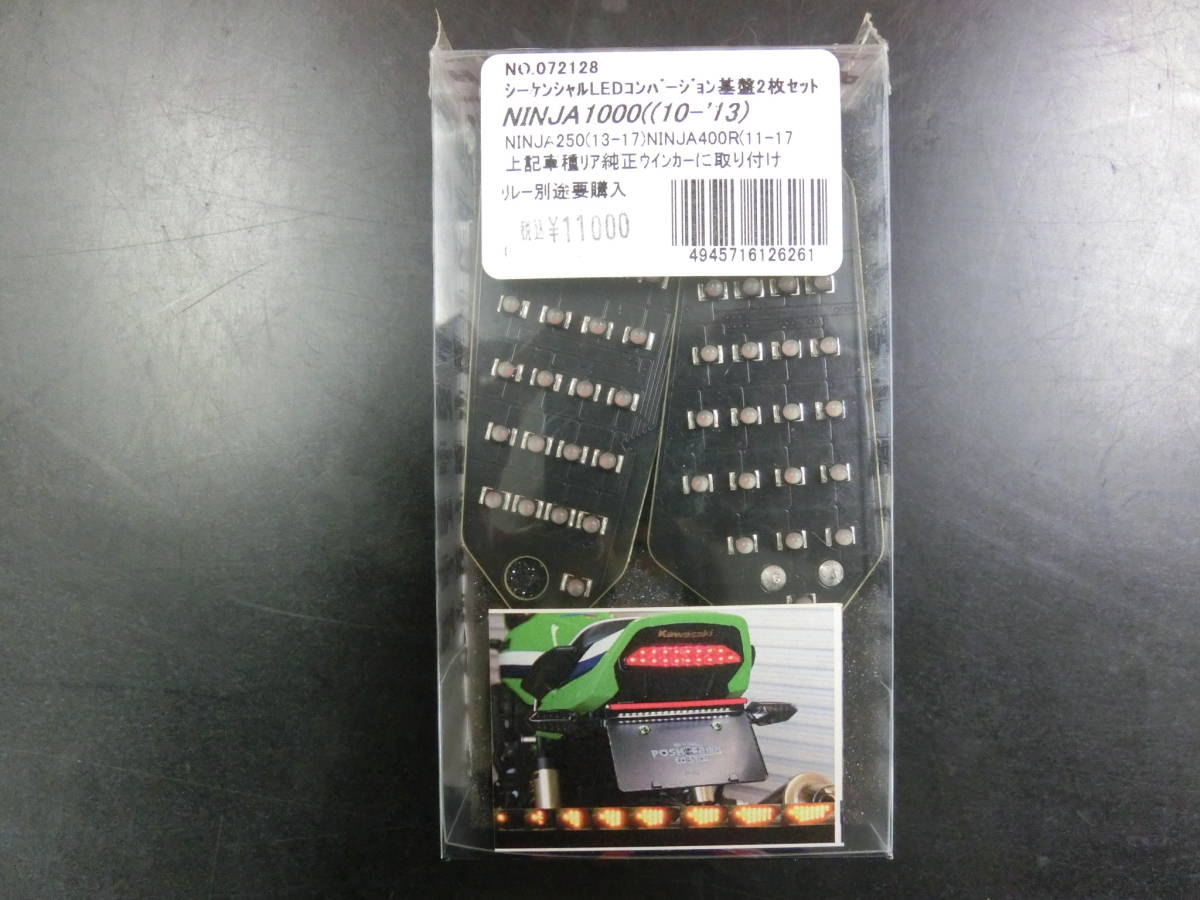 NO.072128
シーケンシャルLEDコンバージョン基盤2枚セット
NINJA1000((10-'13)
NINJA250(13-17)NINJA400R(11-17
上記車種リア純正ウインカーに取り付け
リレー別途要購入
税込¥11000
4945716126261
Kawasaki